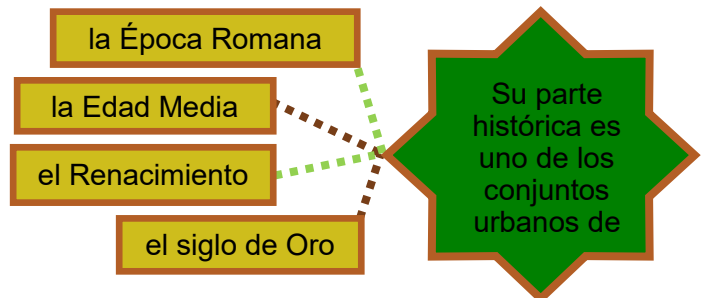 la Época Romana
la Edad Media
el Renacimiento
el siglo de Oro
Su parte
histórica es
uno de los
conjuntos
urbanos de